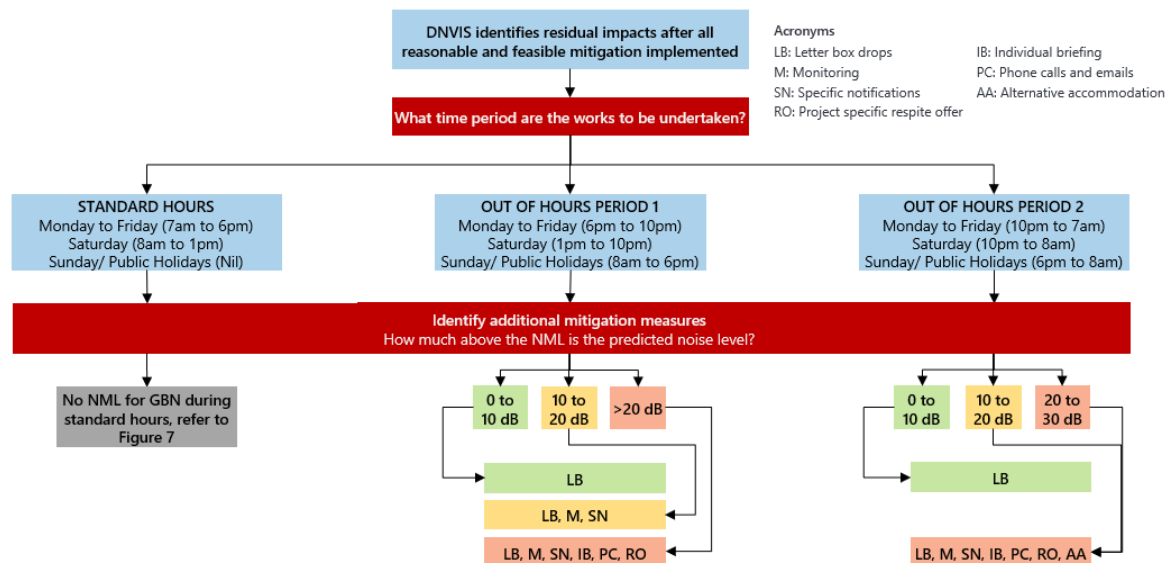 DNVIS identifies residual impacts after all
reasonable and feasible mitigation implemented
Acronyms
LB: Letter box drops
IB: Individual briefing
M: Monitoring
PC: Phone calls and emails
SN: Specific notifications
AA: Alternative accommodation
RO: Project specific respite offer
What time period are the works to be undertaken?
STANDARD HOURS
Monday to Friday (7am to 6pm)
Saturday (8am to 1pm)
Sunday/ Public Holidays (Nil)
OUT OF HOURS PERIOD 1
Monday to Friday (6pm to 10pm)
Saturday (1pm to 10pm)
Sunday/ Public Holidays (8am to 6pm)
OUT OF HOURS PERIOD 2
Monday to Friday (10pm to 7am)
Saturday (10pm to 8am)
Sunday/ Public Holidays (6pm to 8am)
Identify additional mitigation measures
How much above the NML is the predicted noise level?
No NML for GBN during
standard hours, refer to
Figure 7
0 to
10 dB
10 to
20 dB
>20 dB
0 to
10 dB
10 to
20 dB
20 to
30 dB
LB
LB, M, SN
LB, M, SN, IB, PC, RO
LB
LB, M, SN, IB, PC, RO, AA